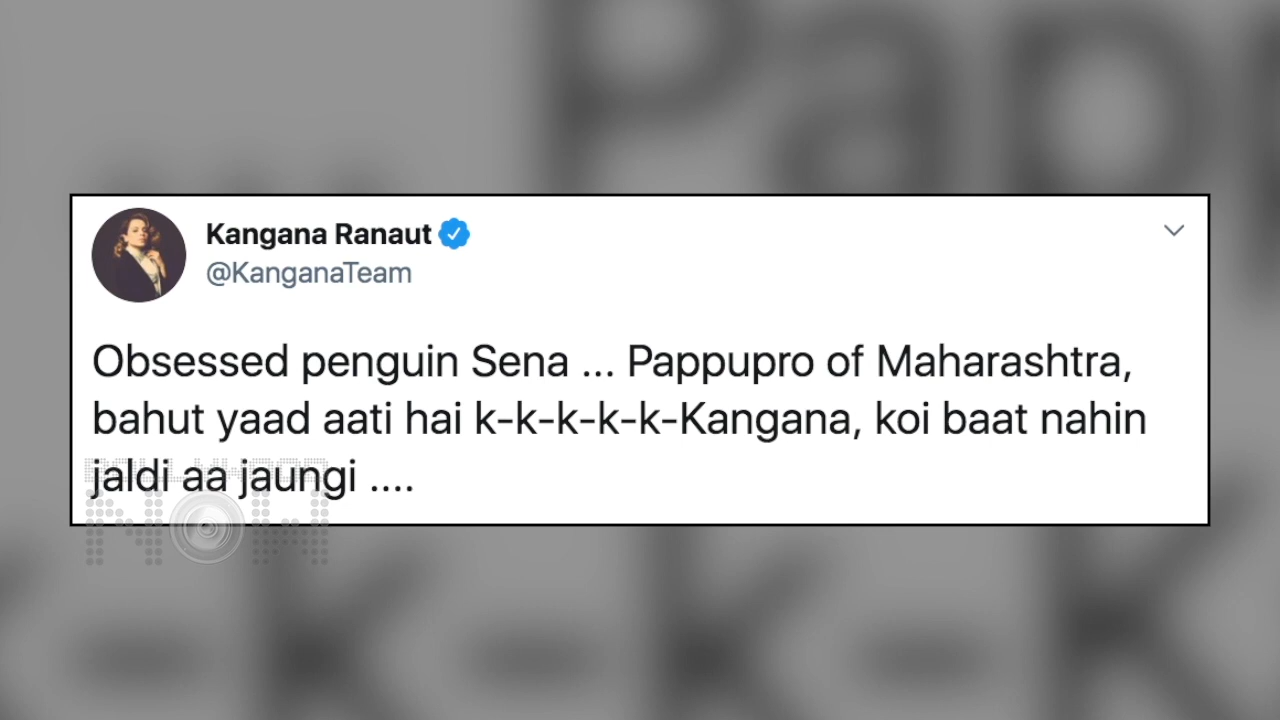 Kangana Ranaut
@KanganaTeam
Obsessed penguin Sena ... Pappupro of Maharashtra,
bahut yaad aati hai k-k-k-k-k-Kangana, koi baat nahin
jaldi aa jaungi ....
NOW